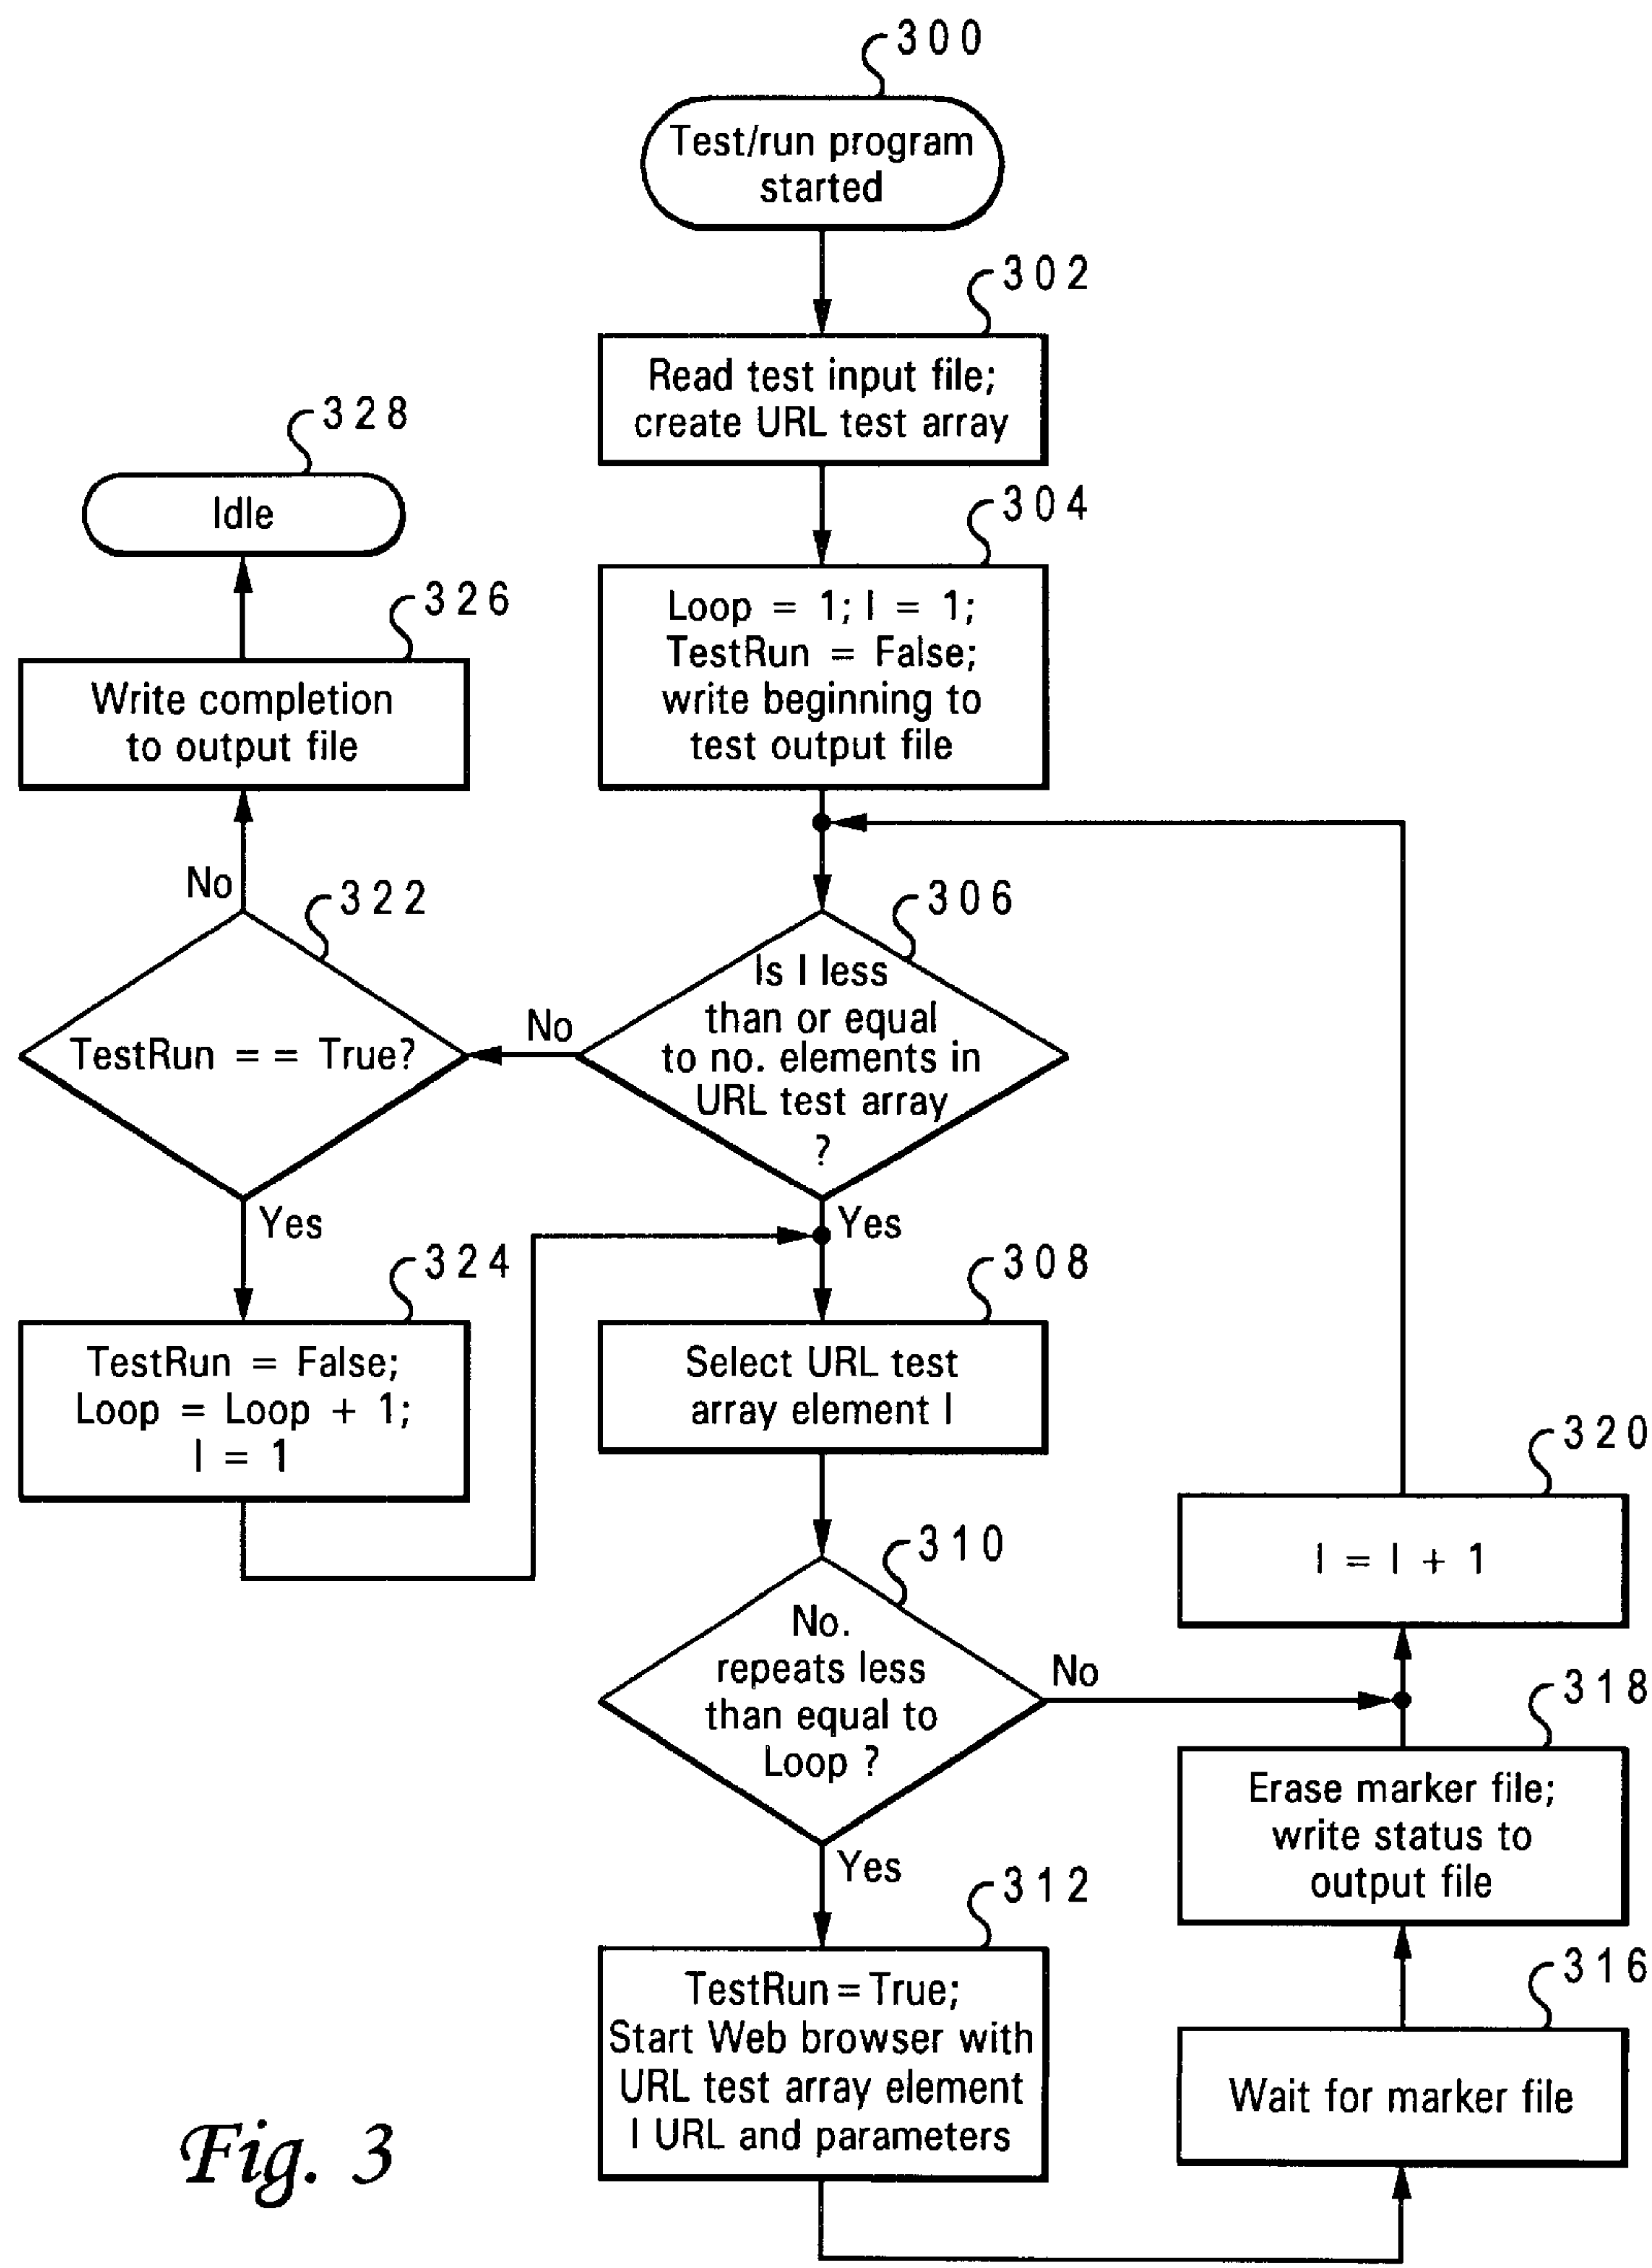 300
Test/run program
started
302
Read test input file;
create URL test array
328
Idle
304
Loop = 1; I = 1;
TestRun = False;
write beginning to
test output file
326
Write completion
to output file
No
322
TestRun = = True?
306
Is I less
than or equal
to no. elements in
URL test array
?
No
Yes
Yes
324
TestRun = False;
Loop = Loop + 1;
I = 1
308
Select URL test
array element I
320
I = I + 1
310
No.
repeats less
than equal to
Loop ?
No
Yes
318
Erase marker file;
write status to
output file
312
TestRun = True;
Start Web browser with
URL test array element
I URL and parameters
316
Wait for marker file
Fig. 3